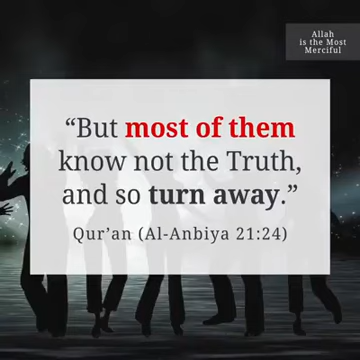 Allah
is the Most
Merciful
“But most of them
know not the Truth,
and so turn away.”
Qur’an (Al-Anbiya 21:24)